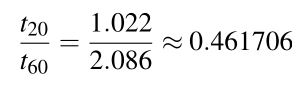 t₂₀/t₆₀ = 1.022/2.086 ≈ 0.461706